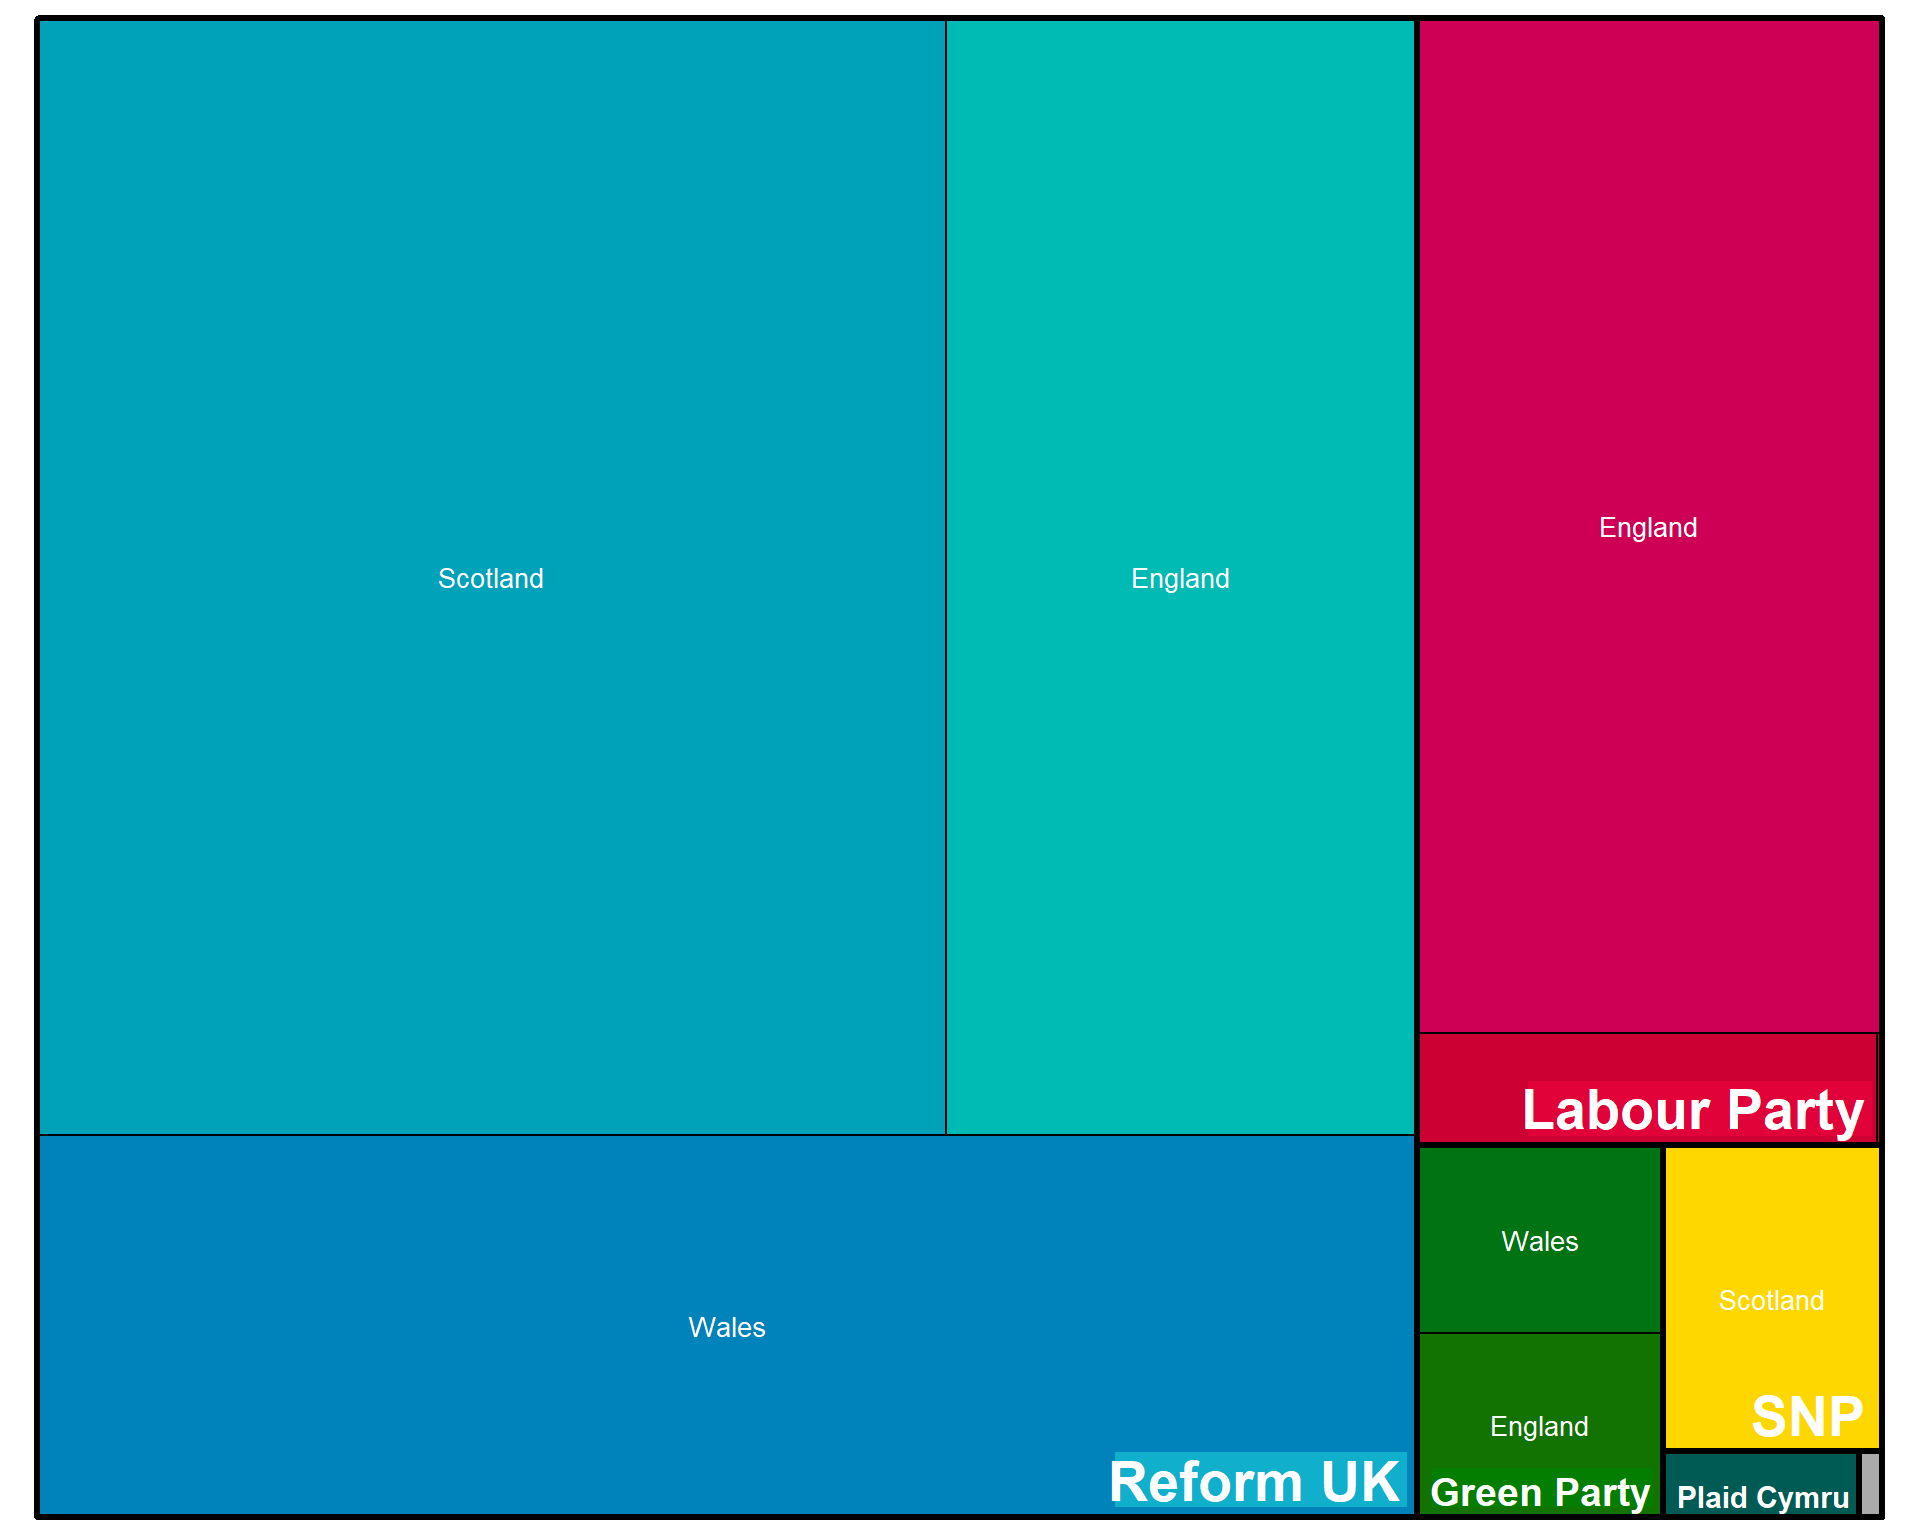 Scotland
England
England
Labour Party
Wales
Reform UK
Wales
England
Green Party
Scotland
SNP
Plaid Cymru